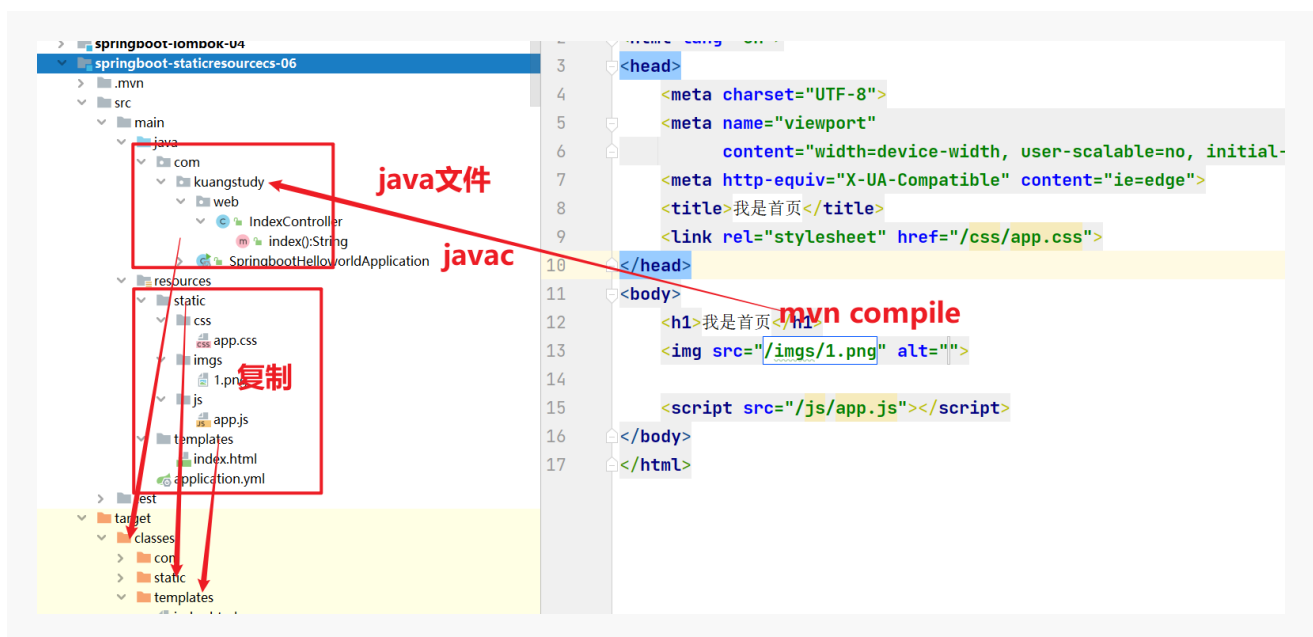 springboot-lombok-04
springboot-staticresourcecs-06
.mvn
src
main
java
com
kuangstudy
web
IndexController
index():String
SpringbootHelloworldApplication
resources
static
css
app.css
imgs
1.png
js
app.js
templates
index.html
application.yml
test
target
classes
com
static
templates
java文件
javac
复制
mvn compile
3 <head>
4 <meta charset="UTF-8">
5 <meta name="viewport"
6 content="width=device-width, user-scalable=no, initial-
7 <meta http-equiv="X-UA-Compatible" content="ie=edge">
8 <title>我是首页</title>
9 <link rel="stylesheet" href="/css/app.css">
10 </head>
11 <body>
12 <h1>我是首页</h1>
13 <img src="/imgs/1.png" alt="">
14
15 <script src="/js/app.js"></script>
16 </body>
17 </html>